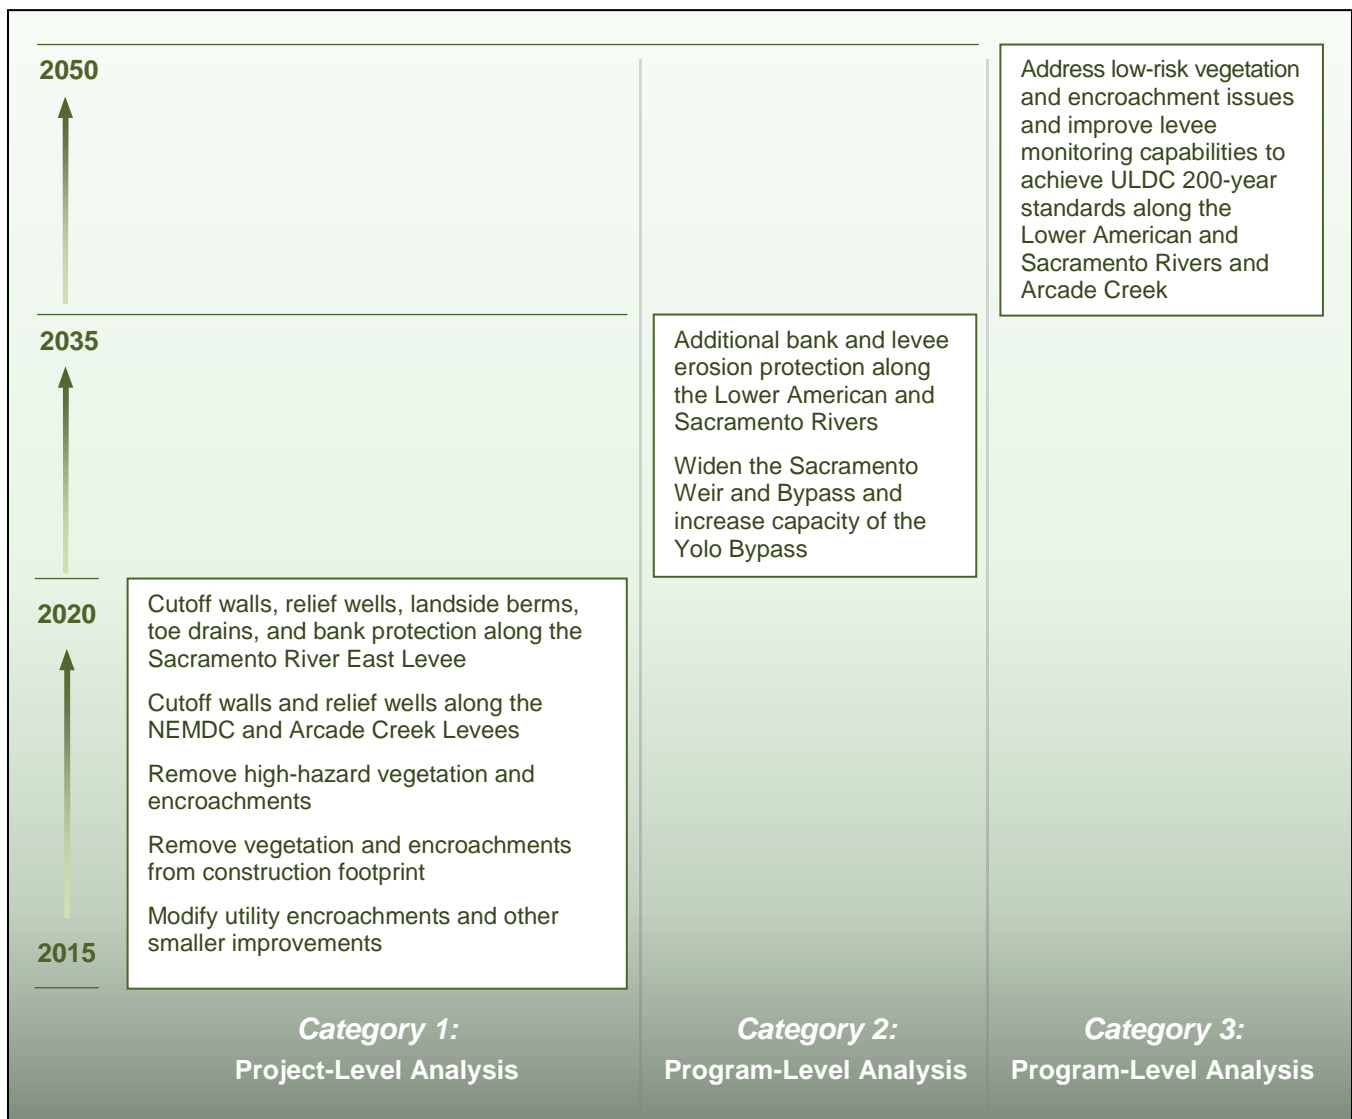 2050
Address low-risk vegetation
and encroachment issues
and improve levee
monitoring capabilities to
achieve ULDC 200-year
standards along the
Lower American and
Sacramento Rivers and
Arcade Creek
2035
Additional bank and levee
erosion protection along
the Lower American and
Sacramento Rivers
Widen the Sacramento
Weir and Bypass and
increase capacity of the
Yolo Bypass
2020
Cutoff walls, relief wells, landside berms,
toe drains, and bank protection along the
Sacramento River East Levee
Cutoff walls and relief wells along the
NEMDC and Arcade Creek Levees
Remove high-hazard vegetation and
encroachments
Remove vegetation and encroachments
from construction footprint
Modify utility encroachments and other
smaller improvements
2015
Category 1:
Project-Level Analysis
Category 2:
Program-Level Analysis
Category 3:
Program-Level Analysis